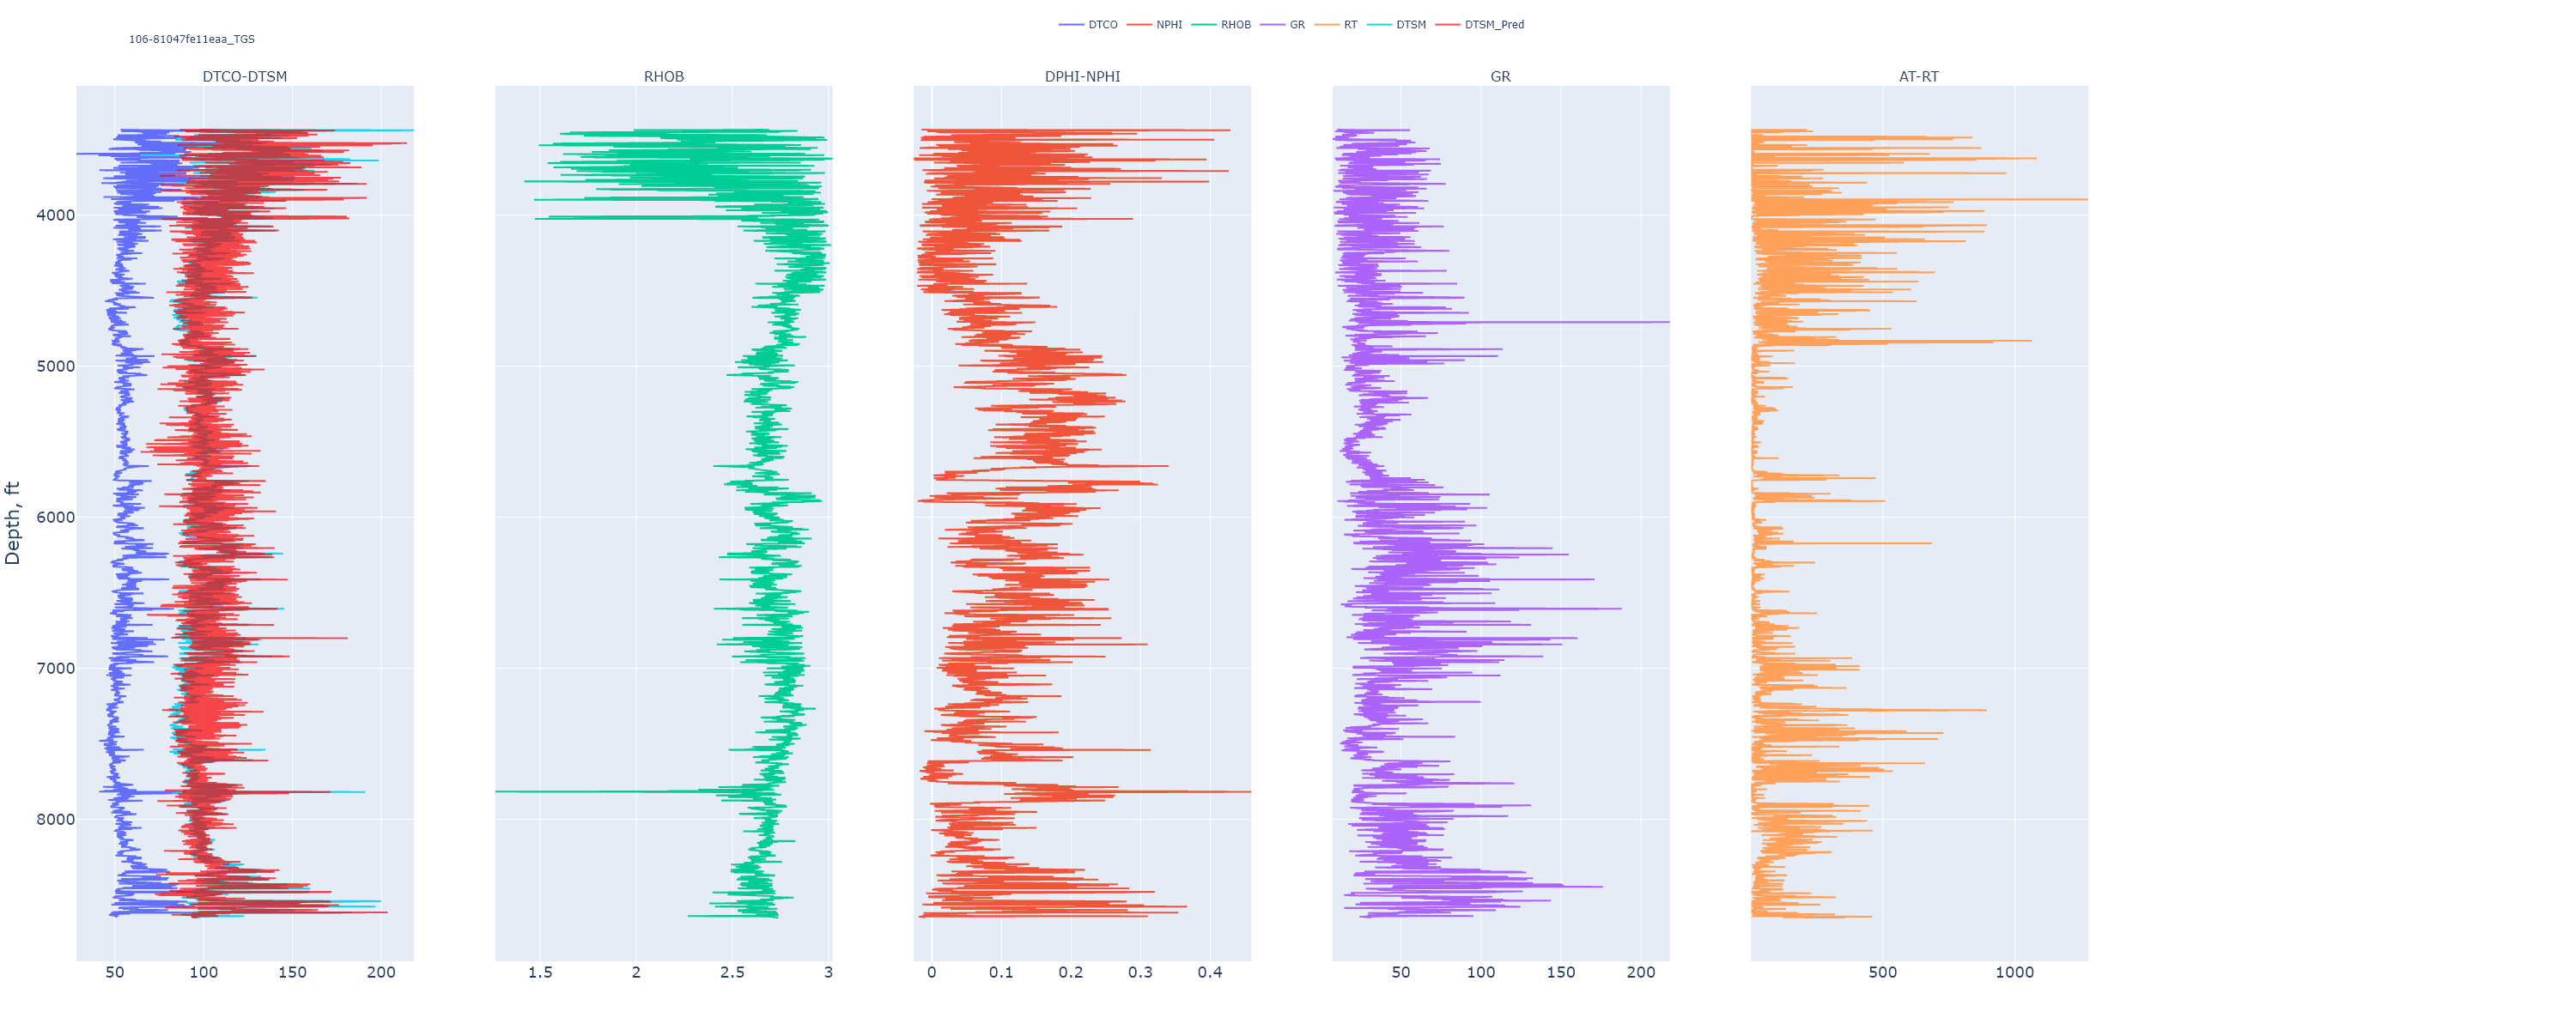 DTCO NPHI RHOB GR RT DTSM DTSM_Pred
106-81047fe11eaa_TGS
DTCO-DTSM RHOB DPHI-NPHI GR AT-RT
Depth, ft
4000
5000
6000
7000
8000
50 100 150 200 1.5 2 2.5 3 0 0.1 0.2 0.3 0.4 50 100 150 200 500 1000